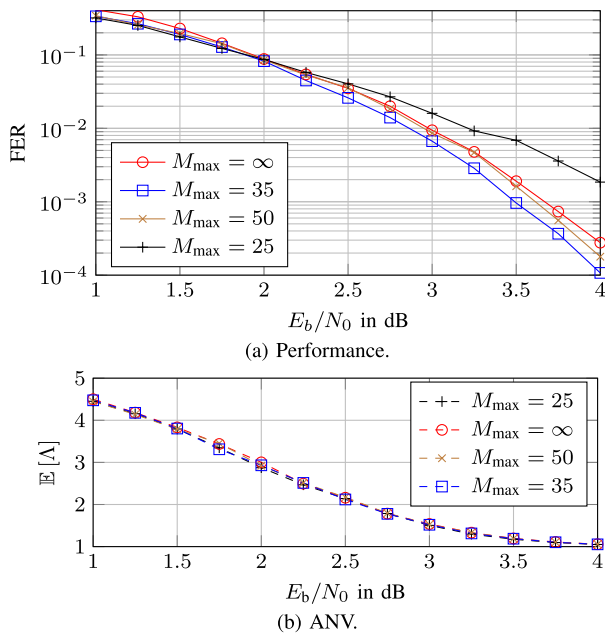 10⁻¹
10⁻²
10⁻³
10⁻⁴
FER
M_max = ∞
M_max = 35
M_max = 50
M_max = 25
1 1.5 2 2.5 3 3.5 4
E_b/N_0 in dB
(a) Performance.
5
4
3
2
1
𝔼 [Λ]
M_max = 25
M_max = ∞
M_max = 50
M_max = 35
1 1.5 2 2.5 3 3.5 4
E_b/N_0 in dB
(b) ANV.